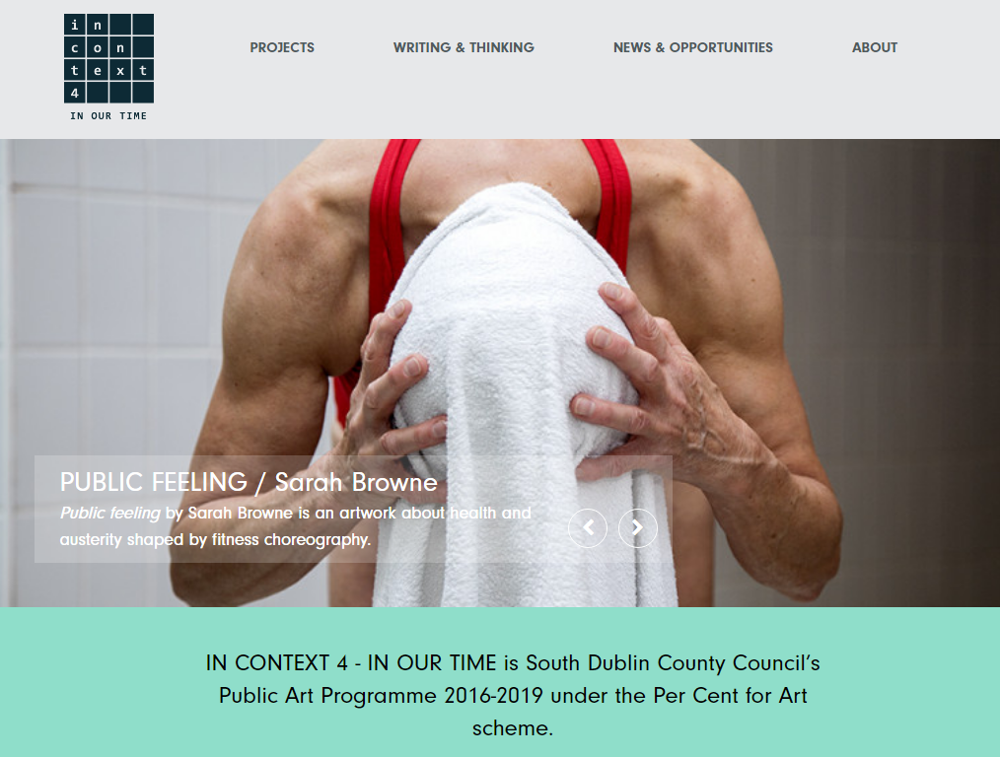 in
con
text
4
IN OUR TIME
PROJECTS WRITING & THINKING NEWS & OPPORTUNITIES ABOUT
PUBLIC FEELING / Sarah Browne
Public feeling by Sarah Browne is an artwork about health and
austerity shaped by fitness choreography.
IN CONTEXT 4 - IN OUR TIME is South Dublin County Council’s
Public Art Programme 2016-2019 under the Per Cent for Art
scheme.